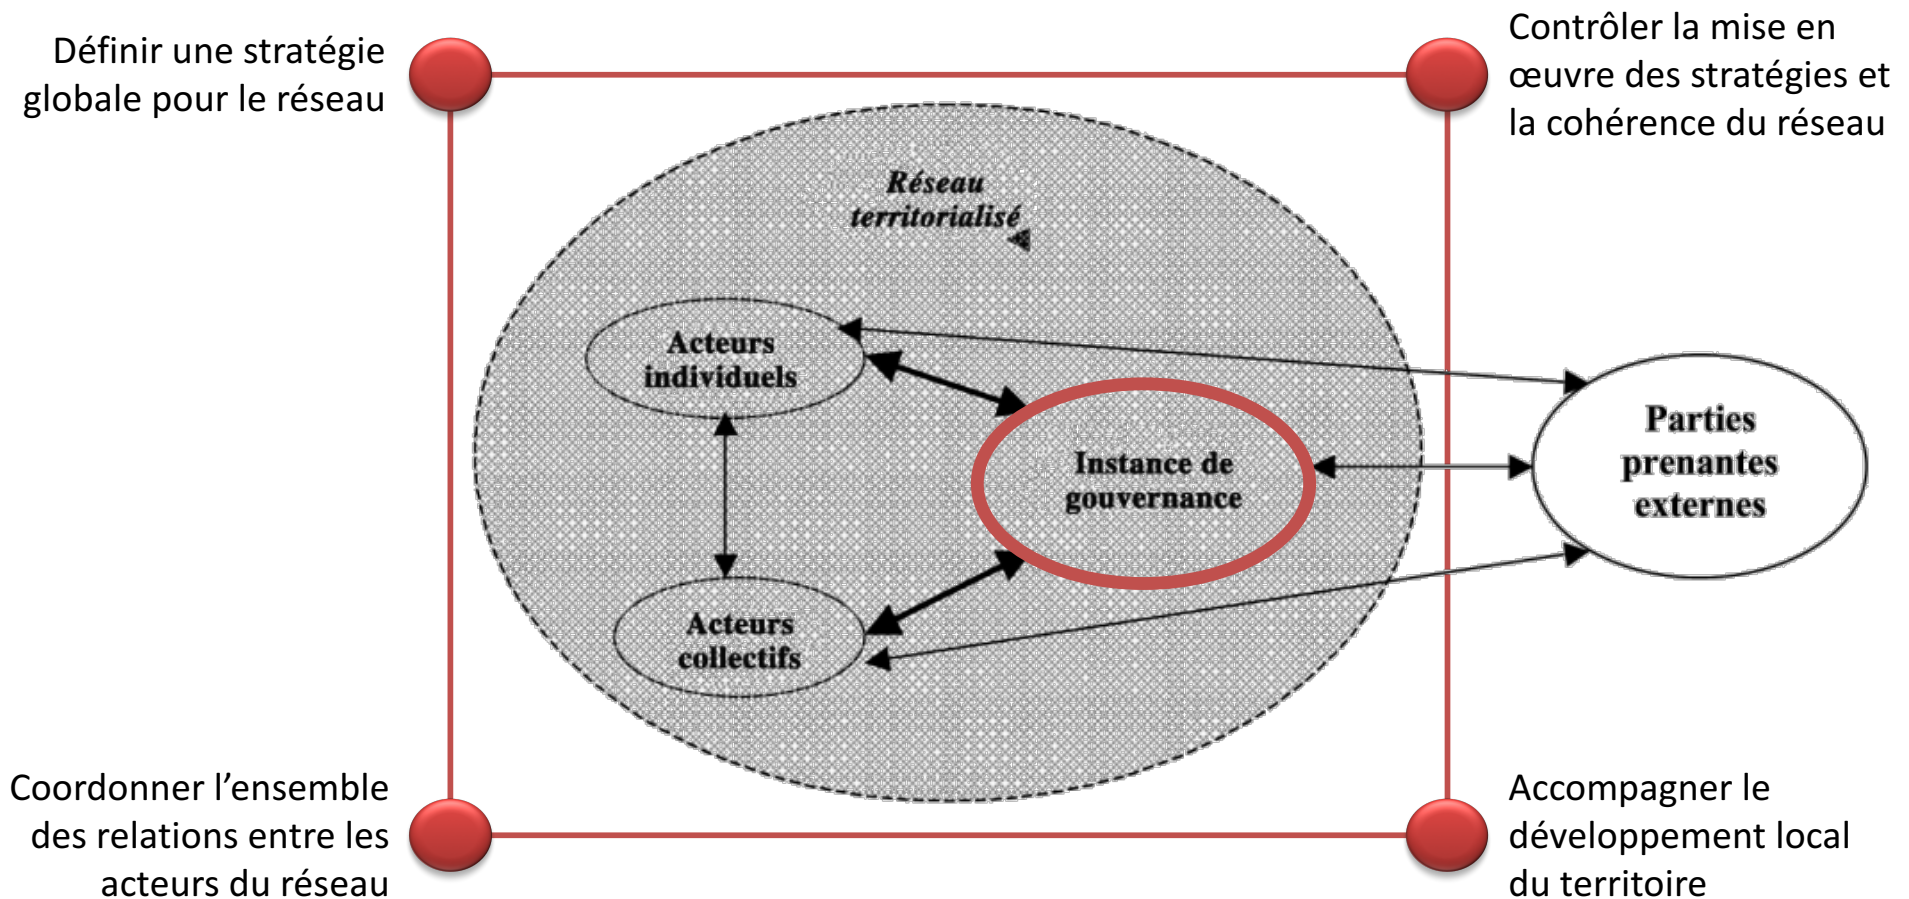 Définir une stratégie
globale pour le réseau
Contrôler la mise en
œuvre des stratégies et
la cohérence du réseau
Réseau
territorialisé
Acteurs
individuels
Instance de
gouvernance
Parties
prenantes
externes
Acteurs
collectifs
Coordonner l’ensemble
des relations entre les
acteurs du réseau
Accompagner le
développement local
du territoire